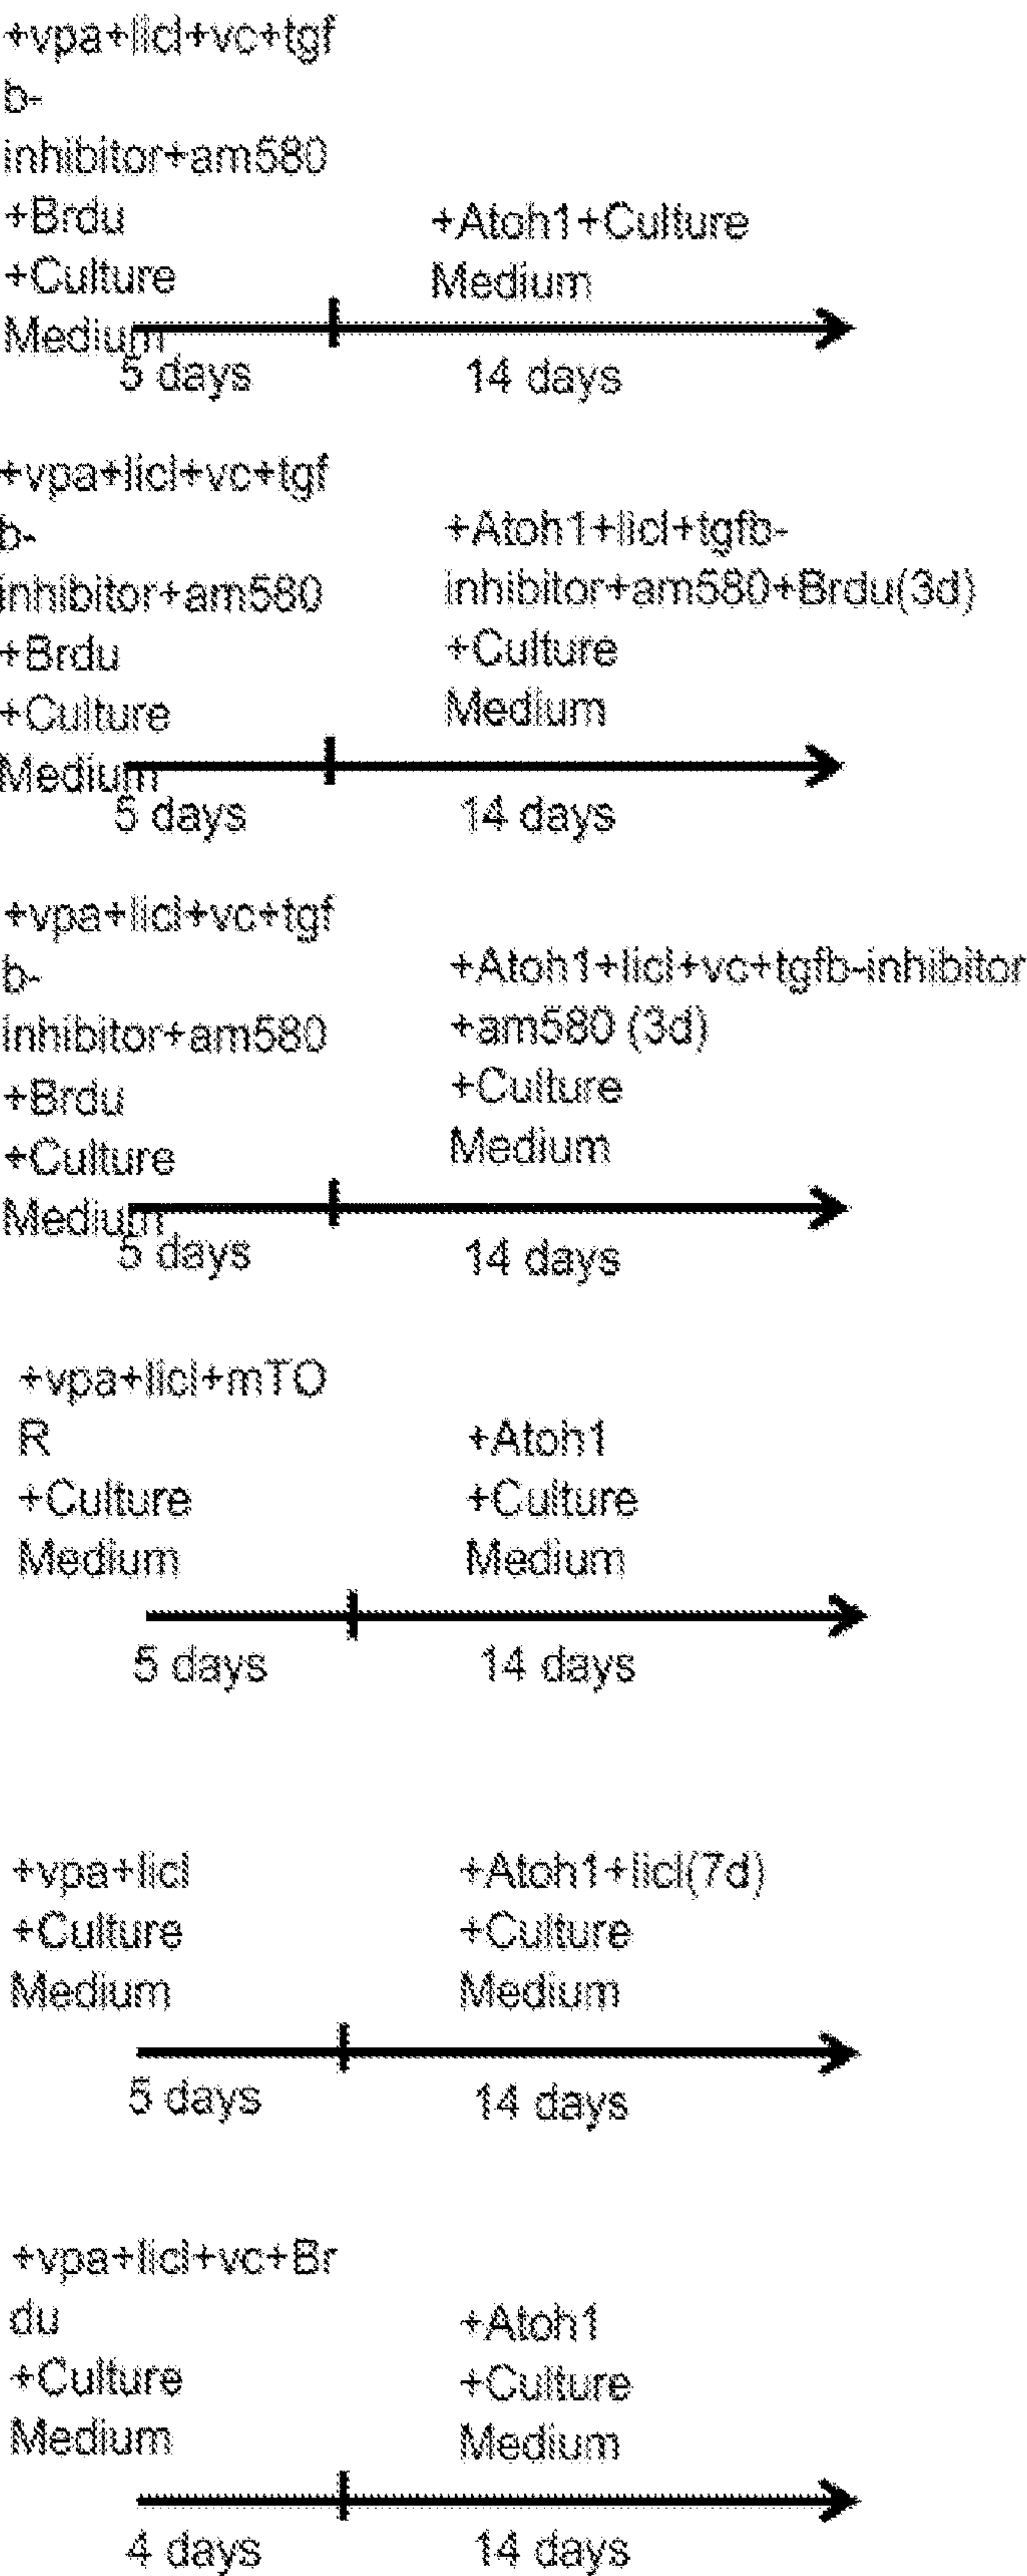 +vpa+licl+vc+tgf
b-
inhibitor+am580
+Brdu
+Culture
Medium
+Atoh1+Culture
Medium
5 days
14 days
+vpa+licl+vc+tgf
b-
inhibitor+am580
+Brdu
+Culture
Medium
+Atoh1+licl+tgfb-
inhibitor+am580+Brdu(3d)
+Culture
Medium
5 days
14 days
+vpa+licl+vc+tgf
b-
inhibitor+am580
+Brdu
+Culture
Medium
+Atoh1+licl+vc+tgfb-inhibitor
+am580 (3d)
+Culture
Medium
5 days
14 days
+vpa+licl+mTO
R
+Culture
Medium
+Atoh1
+Culture
Medium
5 days
14 days
+vpa+licl
+Culture
Medium
+Atoh1+licl(7d)
+Culture
Medium
5 days
14 days
+vpa+licl+vc+Br
du
+Culture
Medium
+Atoh1
+Culture
Medium
4 days
14 days